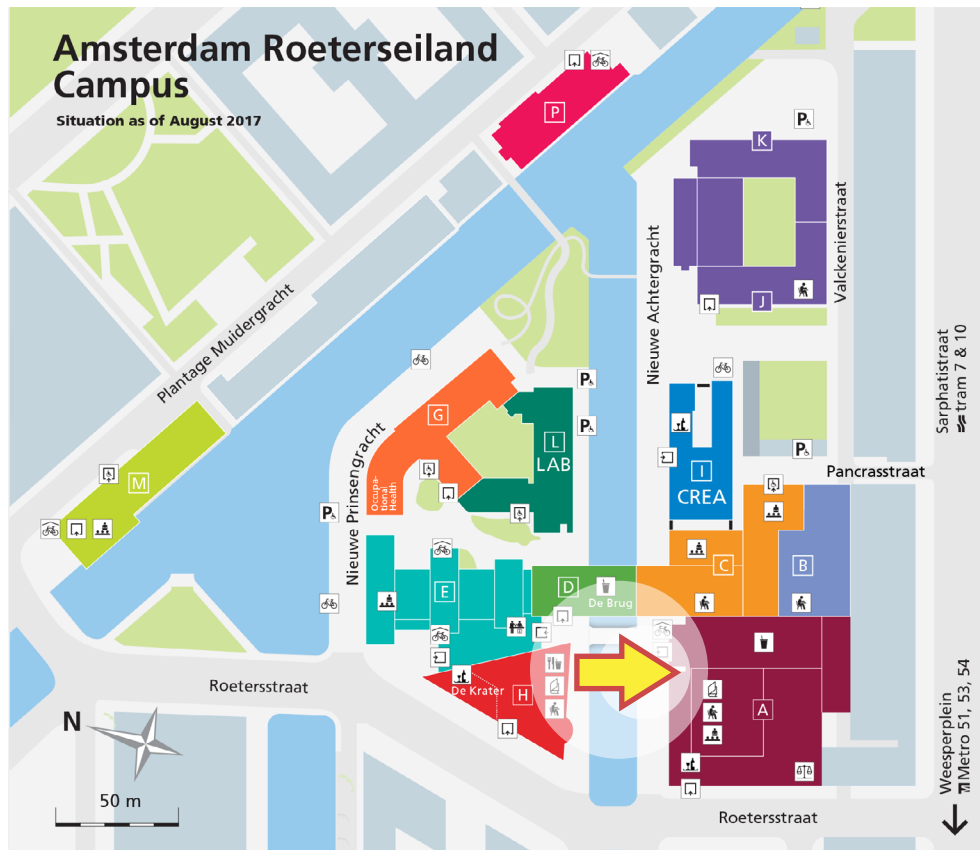 Amsterdam Roeterseiland
Campus
Situation as of August 2017
P
P
K
Valckenierstraat
Nieuwe Achtergracht
J
Plantage Muidergracht
Sarphatistraat
tram 7 & 10
P
G
L
LAB
P
M
Nieuwe Prinsengracht
Occupa-
tional
Health
I
CREA
P
Pancrasstraat
P
E
D
De Brug
C
B
De Krater
H
A
Roetersstraat
N
50 m
Weesperplein
Metro 51, 53, 54
Roetersstraat